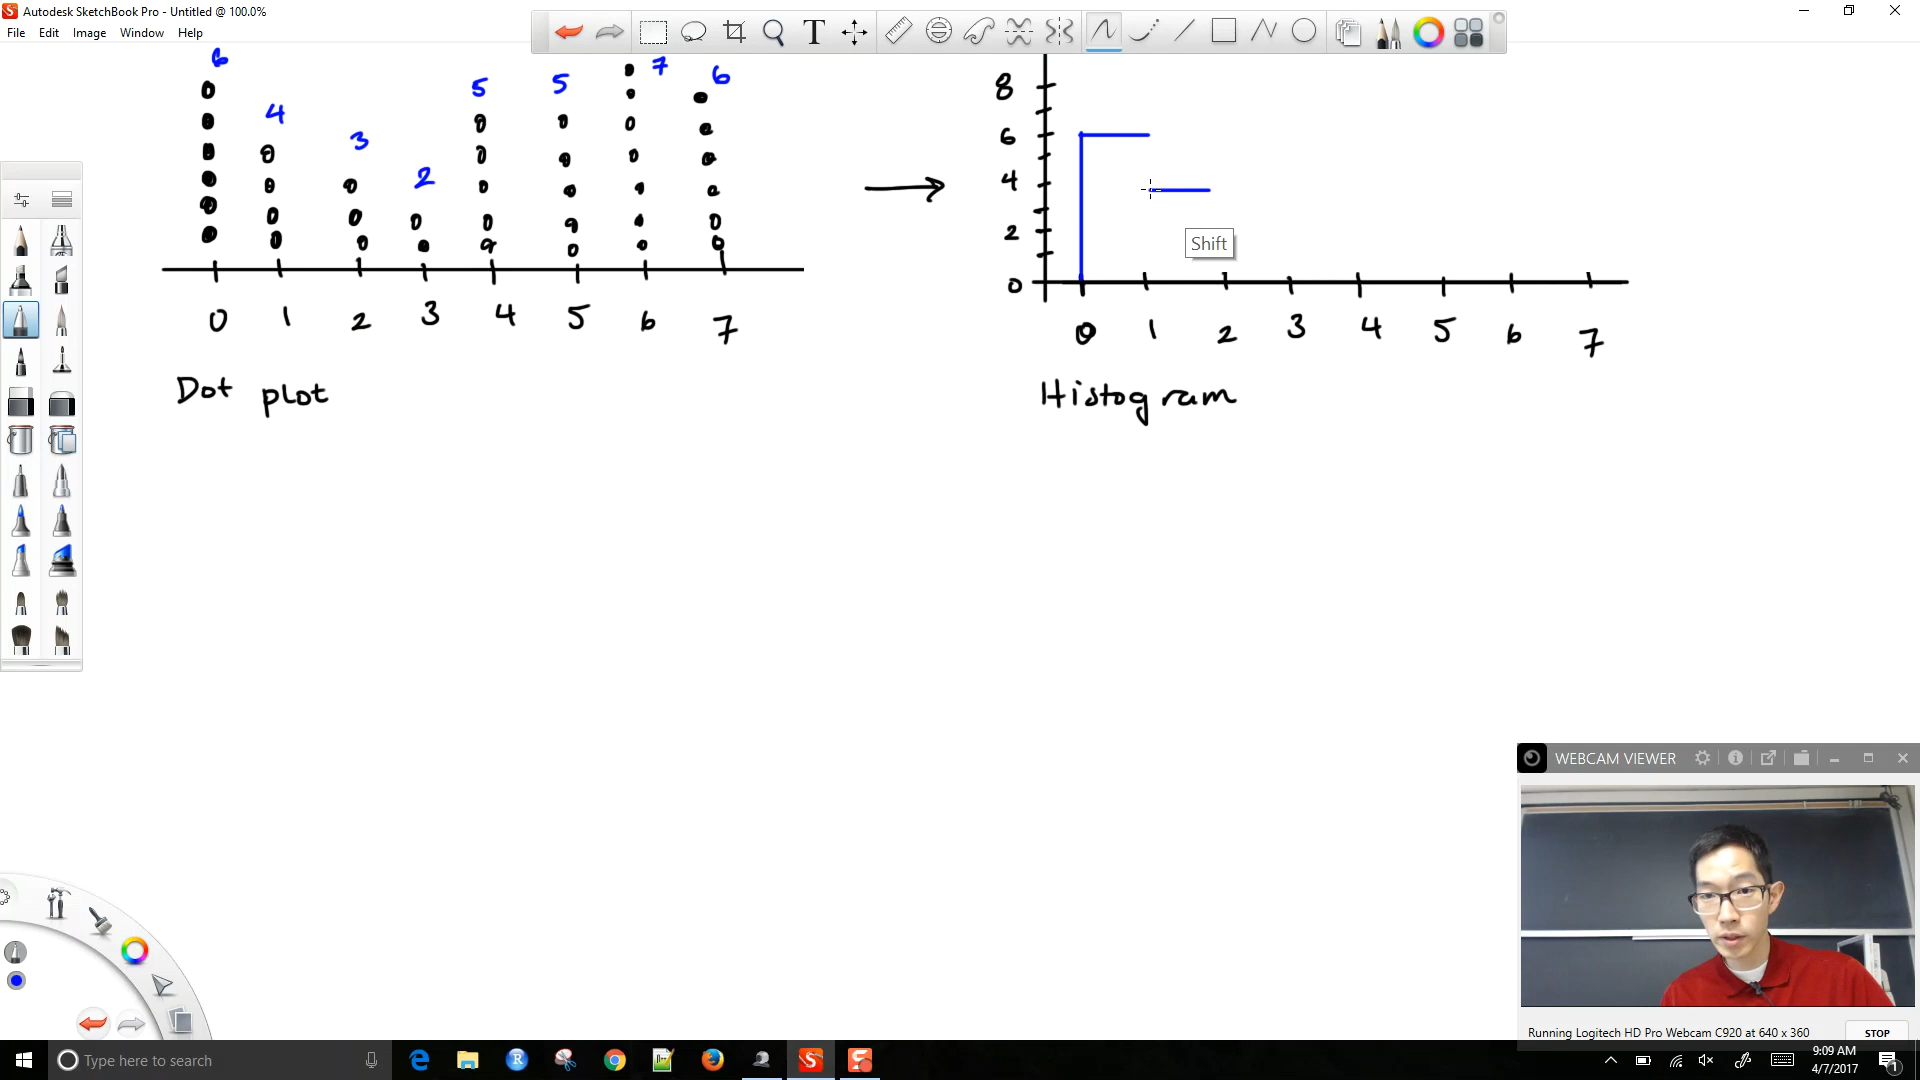 Autodesk SketchBook Pro - Untitled @ 100.0%
File Edit Image Window Help
T
6
4
3
2
5
5
7
6
0 1 2 3 4 5 6 7
Dot plot
8
6
4
2
0
Shift
0 1 2 3 4 5 6 7
Histogram
WEBCAM VIEWER
Running Logitech HD Pro Webcam C920 at 640 x 360
STOP
Type here to search
9:09 AM
4/7/2017
1